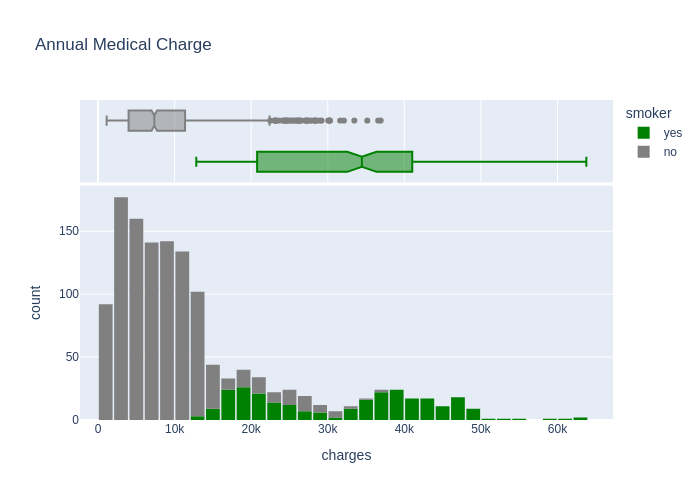 Annual Medical Charge
smoker
yes
no
150
100
50
0
count
0
10k
20k
30k
40k
50k
60k
charges